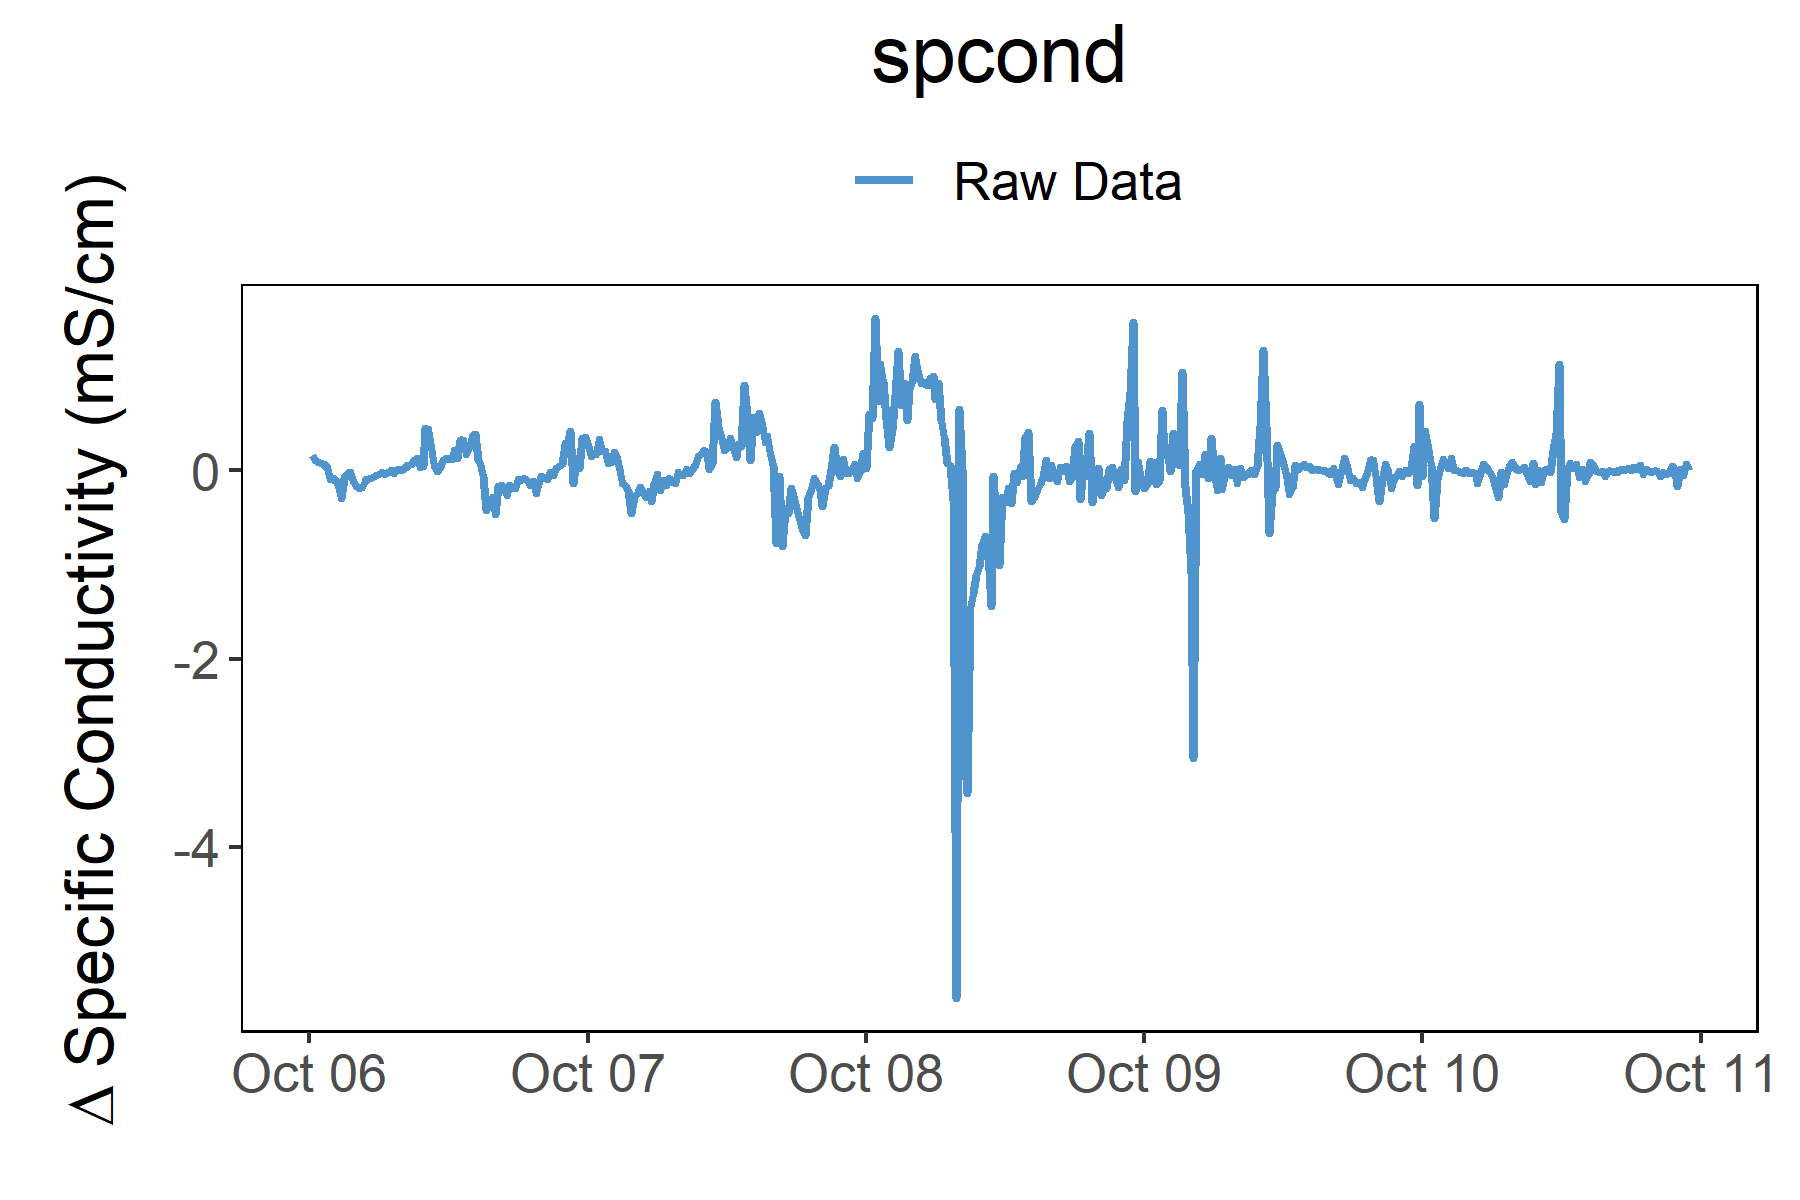 spcond
Raw Data
Δ Specific Conductivity (mS/cm)
0
-2
-4
Oct 06 Oct 07 Oct 08 Oct 09 Oct 10 Oct 11